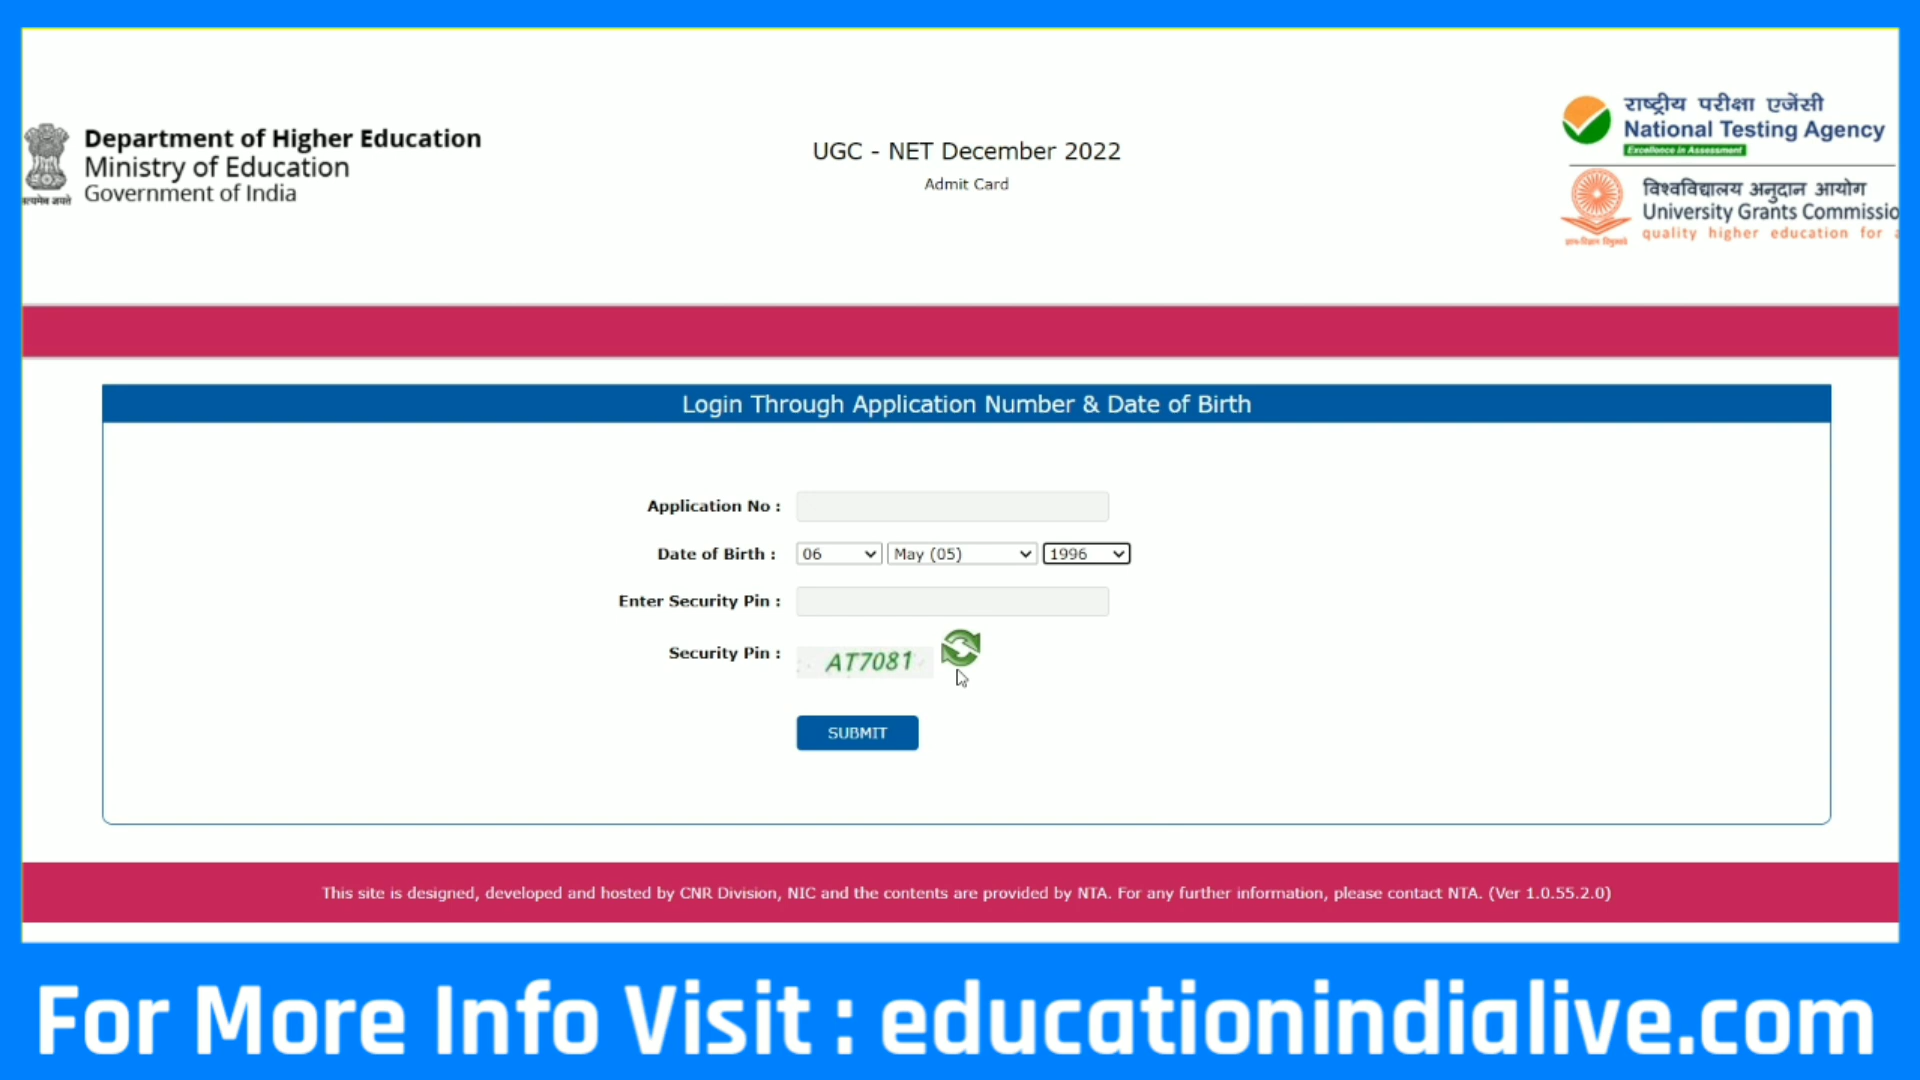 Department of Higher Education
Ministry of Education
Government of India
सत्यमेव जयते
UGC - NET December 2022
Admit Card
राष्ट्रीय परीक्षा एजेंसी
National Testing Agency
Excellence in Assessment
विश्वविद्यालय अनुदान आयोग
University Grants Commissio
quality higher education for a
ज्ञान-विज्ञान विमुक्तये
Login Through Application Number & Date of Birth
Application No :
Date of Birth : 06 May (05) 1996
Enter Security Pin :
Security Pin : AT7081
SUBMIT
This site is designed, developed and hosted by CNR Division, NIC and the contents are provided by NTA. For any further information, please contact NTA. (Ver 1.0.55.2.0)
For More Info Visit : educationindialive.com